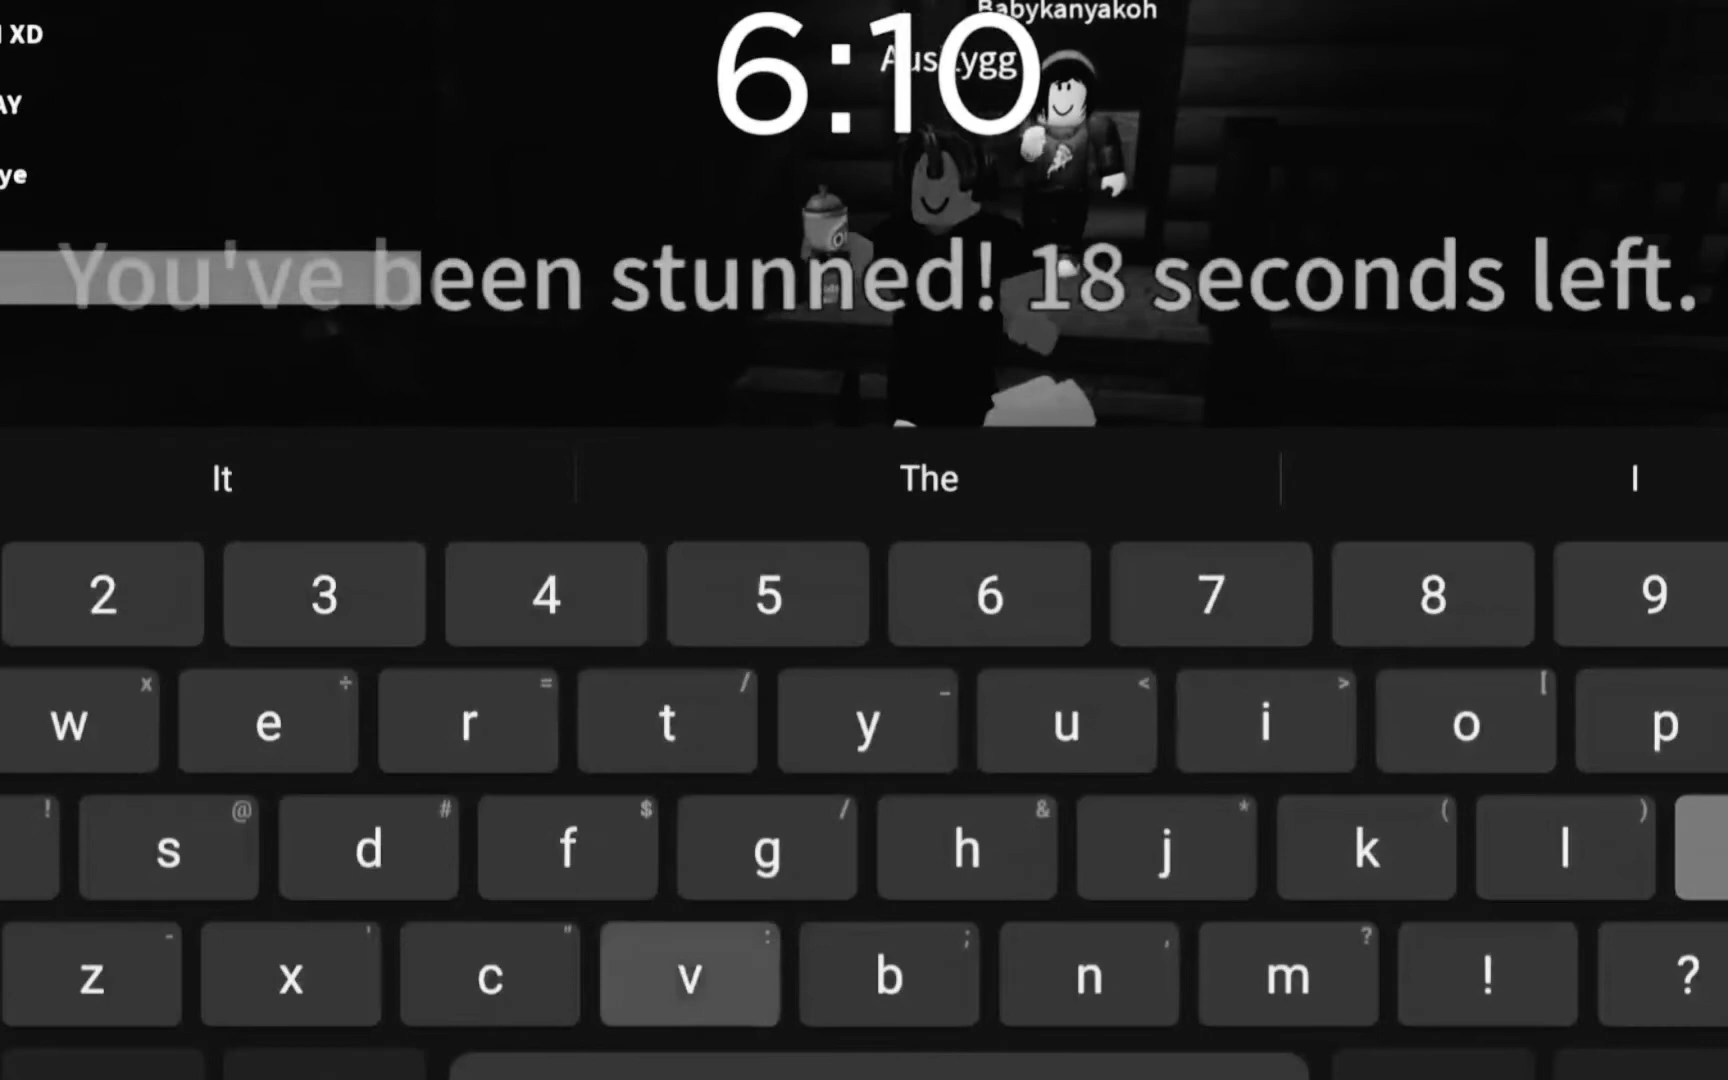 XD
Babykanyakoh
6:10
AY
ye
You've been stunned! 18 seconds left.
It The I
2 3 4 5 6 7 8 9
x ÷ = / _ < > [
w e r t y u i o p
! @ # $ / & * ( )
s d f g h j k l
- ' " : ; , ?
z x c v b n m ! ?